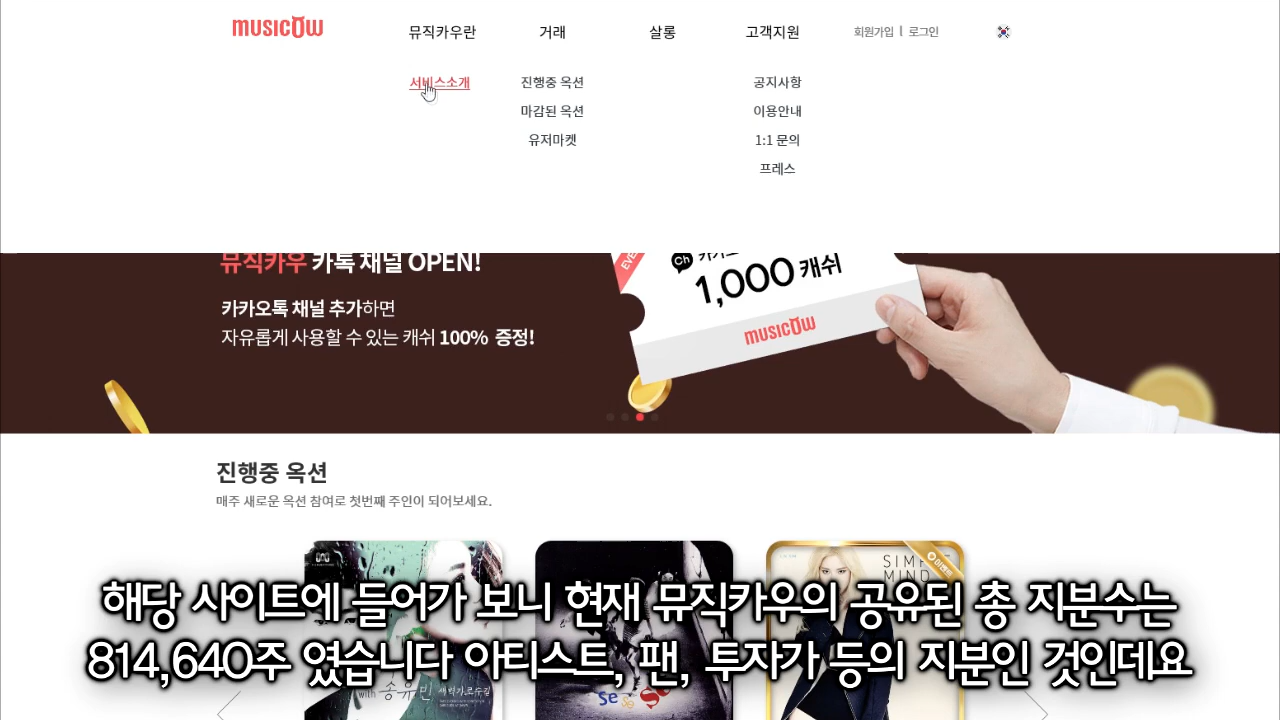 MUSICOW
뮤직카우란 거래 살롱 고객지원 회원가입 | 로그인
서비스소개 진행중 옥션 공지사항
마감된 옥션 이용안내
유저마켓 1:1 문의
프레스
뮤직카우 카톡 채널 OPEN!
카카오톡 채널 추가하면
자유롭게 사용할 수 있는 캐쉬 100% 증정!
Ch
1,000 캐쉬
MUSICOW
진행중 옥션
매주 새로운 옥션 참여로 첫번째 주인이 되어보세요.
해당 사이트에 들어가 보니 현재 뮤직카우의 공유된 총 지분수는
814,640주 였습니다 아티스트, 팬, 투자가 등의 지분인 것인데요
with 송유빈 새벽가로수길